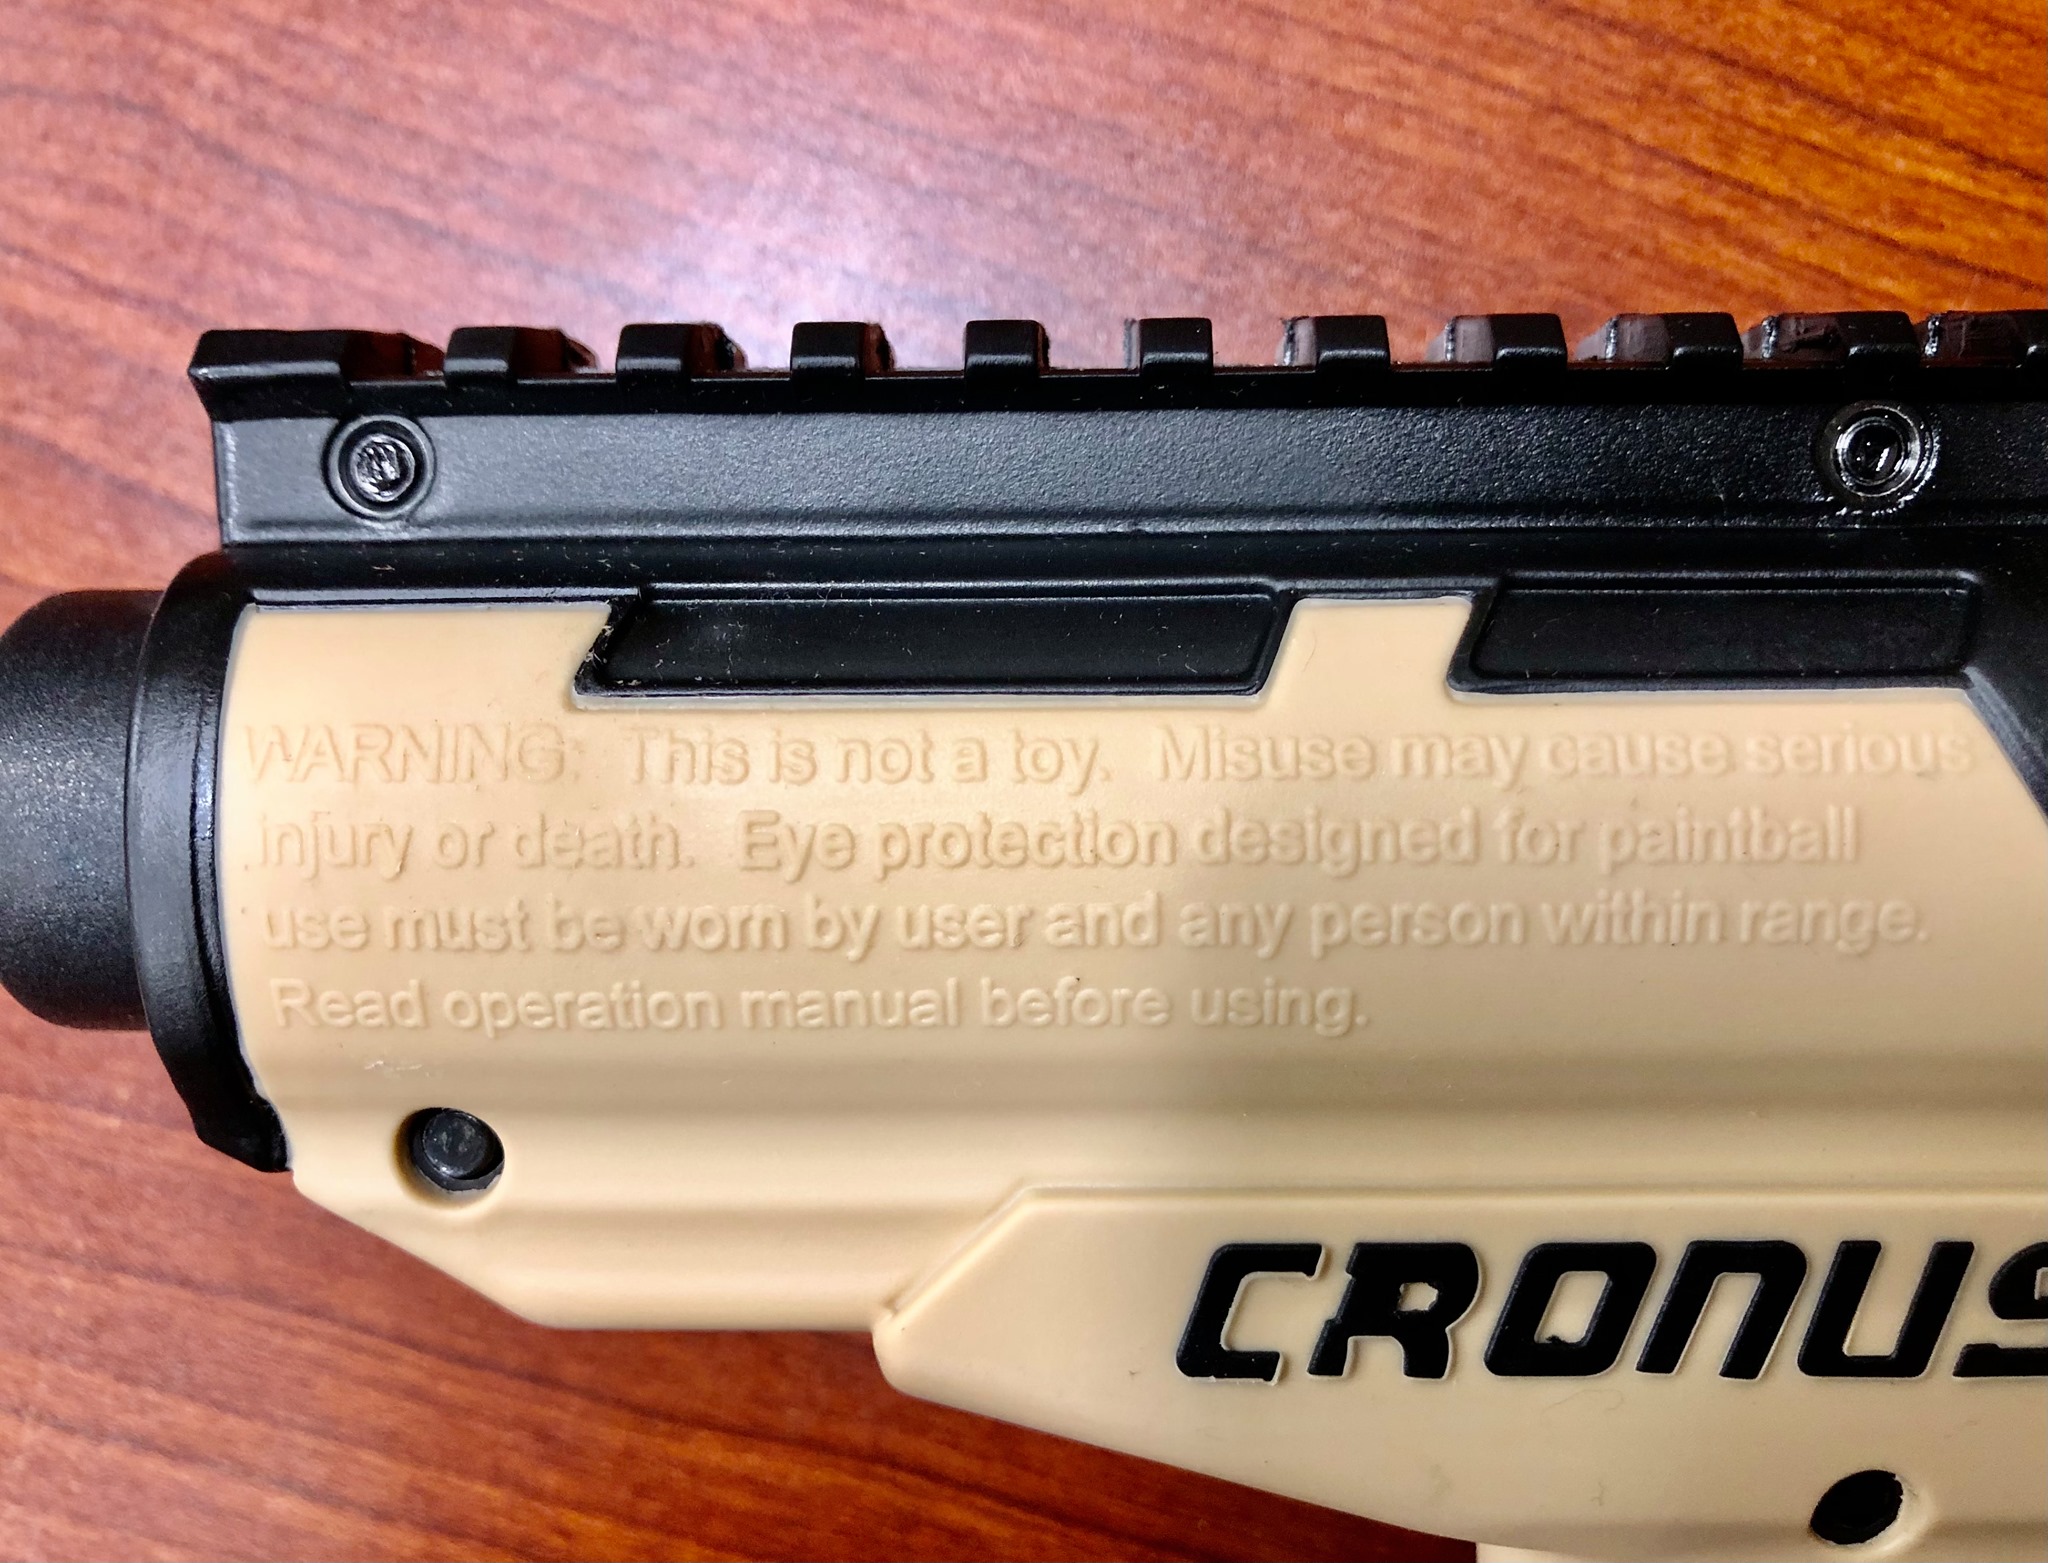 WARNING: This is not a toy. Misuse may cause serious
injury or death. Eye protection designed for paintball
use must be worn by user and any person within range.
Read operation manual before using.
CRONUS